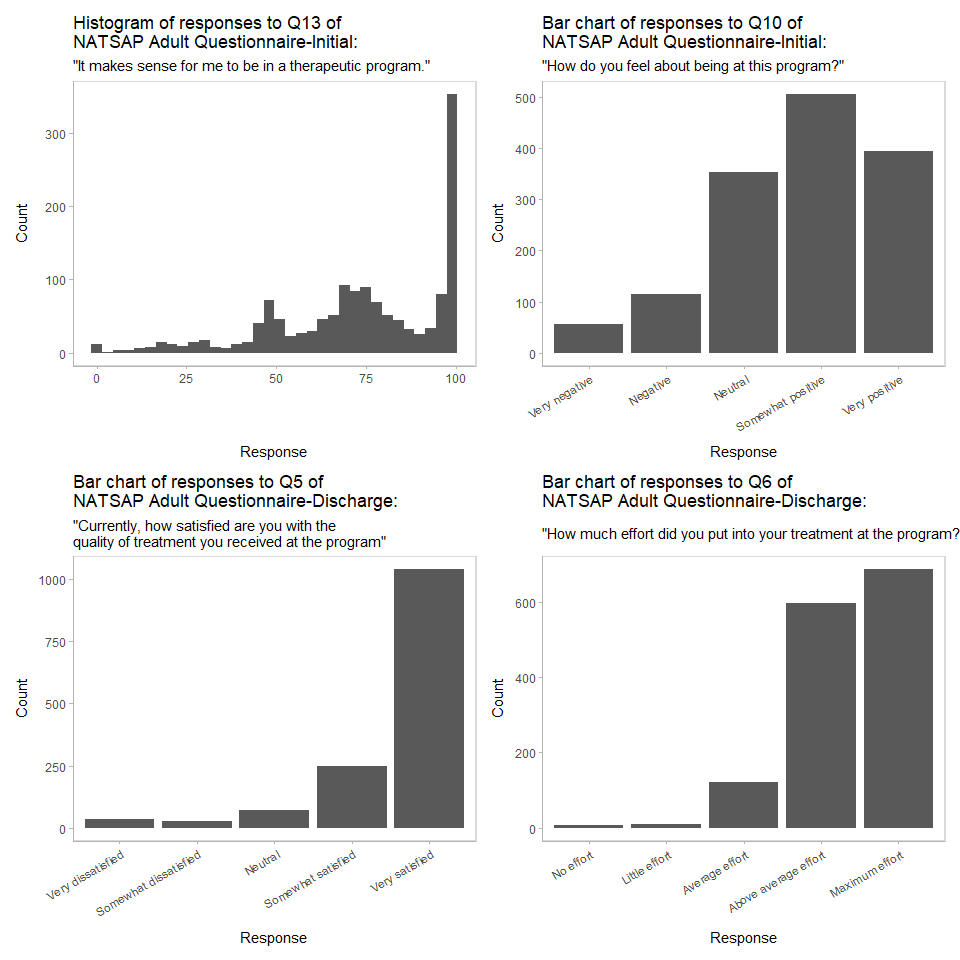 Histogram of responses to Q13 of
NATSAP Adult Questionnaire-Initial:
"It makes sense for me to be in a therapeutic program."
Count
300
200
100
0
0 25 50 75 100
Response
Bar chart of responses to Q10 of
NATSAP Adult Questionnaire-Initial:
"How do you feel about being at this program?"
Count
500
400
300
200
100
0
Very negative
Negative
Neutral
Somewhat positive
Very positive
Response
Bar chart of responses to Q5 of
NATSAP Adult Questionnaire-Discharge:
"Currently, how satisfied are you with the
quality of treatment you received at the program"
Count
1000
750
500
250
0
Very dissatisfied
Somewhat dissatisfied
Neutral
Somewhat satisfied
Very satisfied
Response
Bar chart of responses to Q6 of
NATSAP Adult Questionnaire-Discharge:
"How much effort did you put into your treatment at the program?
Count
600
400
200
0
No effort
Little effort
Average effort
Above average effort
Maximum effort
Response